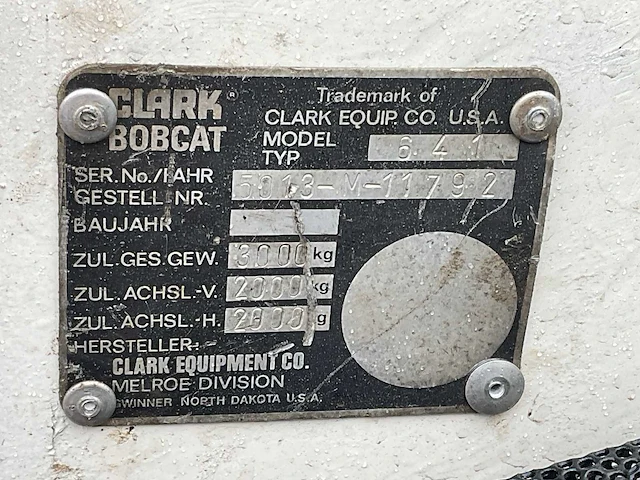 CLARK®
BOBCAT
Trademark of
CLARK EQUIP. CO. U.S.A.
MODEL
TYP 641
SER.No./FAHR
GESTELL NR. 5013-M-11792
BAUJAHR
ZUL.GES.GEW. 3000 kg
ZUL.ACHSL.-V. 2000 kg
ZUL.ACHSL.-H. 2000 kg
HERSTELLER:-
CLARK EQUIPMENT CO.
MELROE DIVISION
GWINNER NORTH DAKOTA U.S.A.